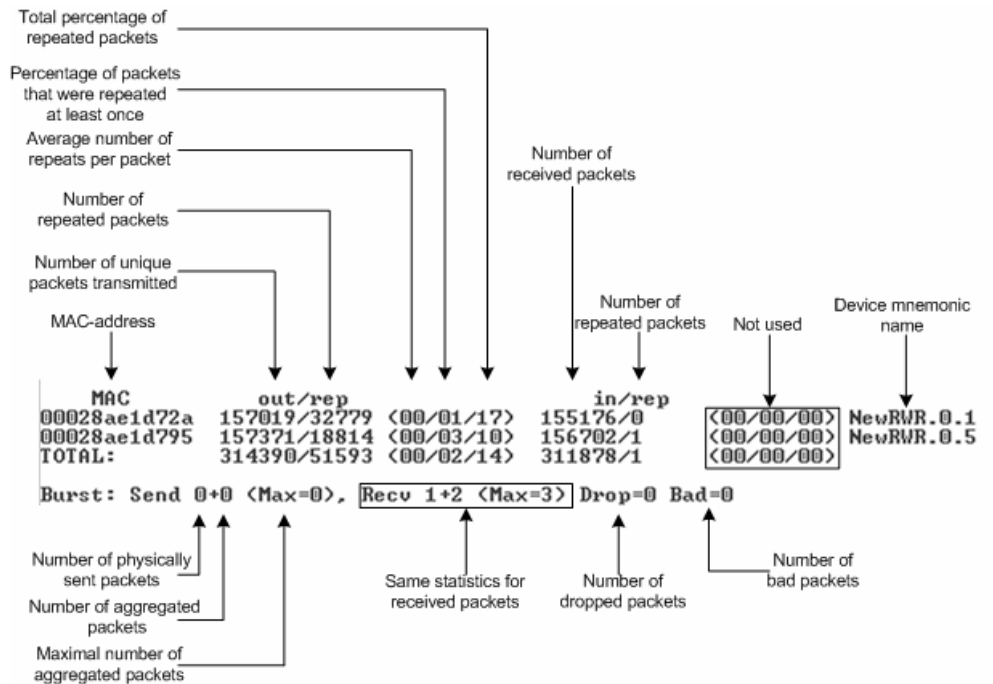 Total percentage of
repeated packets
Percentage of packets
that were repeated
at least once
Average number of
repeats per packet
Number of
received packets
Number of
repeated packets
Number of unique
packets transmitted
MAC-address
Number of
repeated packets
Not used
Device mnemonic
name
MAC out/rep in/rep
00028ae1d72a 157019/32779 (00/01/17) 155176/0 (00/00/00) NewRWR.0.1
00028ae1d795 157371/18814 (00/03/10) 156702/1 (00/00/00) NewRWR.0.5
TOTAL: 314390/51593 (00/02/14) 311878/1 (00/00/00)
Burst: Send 0+0 (Max=0), Recv 1+2 (Max=3) Drop=0 Bad=0
Number of physically
sent packets
Number of aggregated
packets
Maximal number of
aggregated packets
Same statistics for
received packets
Number of
dropped packets
Number of
bad packets